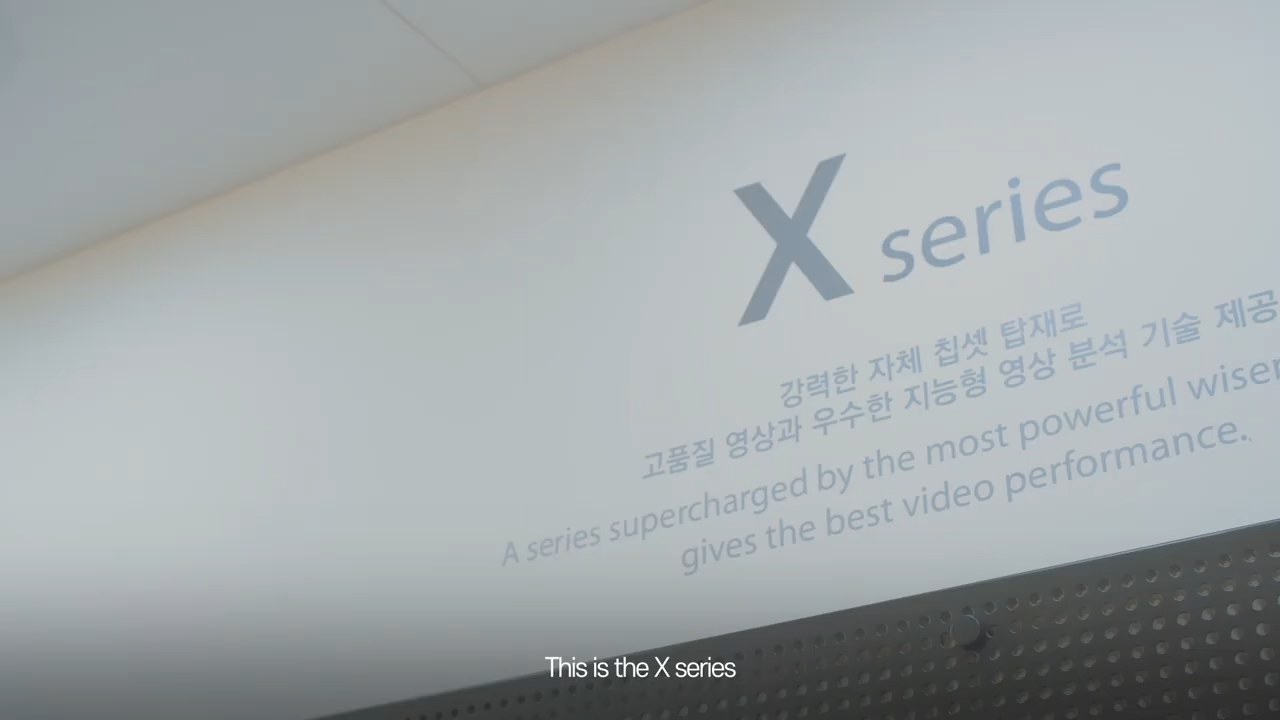 X series
강력한 자체 칩셋 탑재로
고품질 영상과 우수한 지능형 영상 분석 기술 제공
A series supercharged by the most powerful wiser
gives the best video performance.
This is the X series